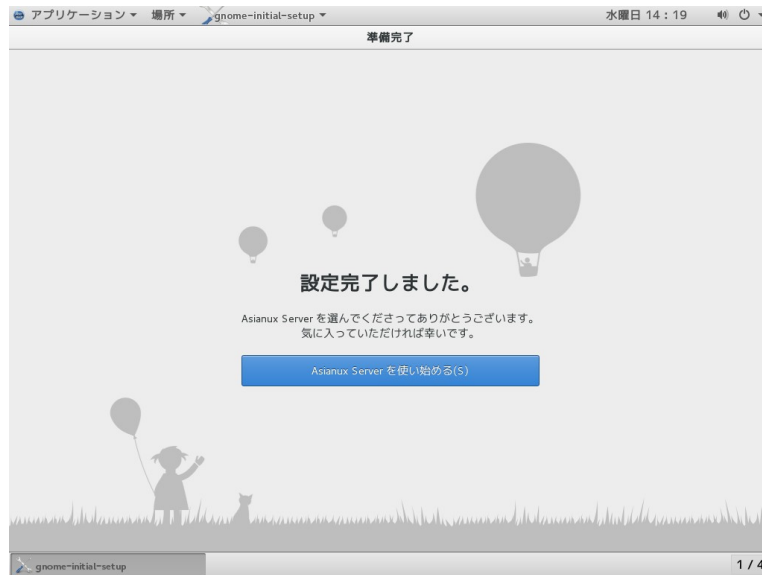 アプリケーション 場所 gnome-initial-setup 水曜日 14：19
準備完了
設定完了しました。
Asianux Server を選んでくださってありがとうございます。
気に入っていただければ幸いです。
Asianux Server を使い始める(S)
gnome-initial-setup 1 / 4